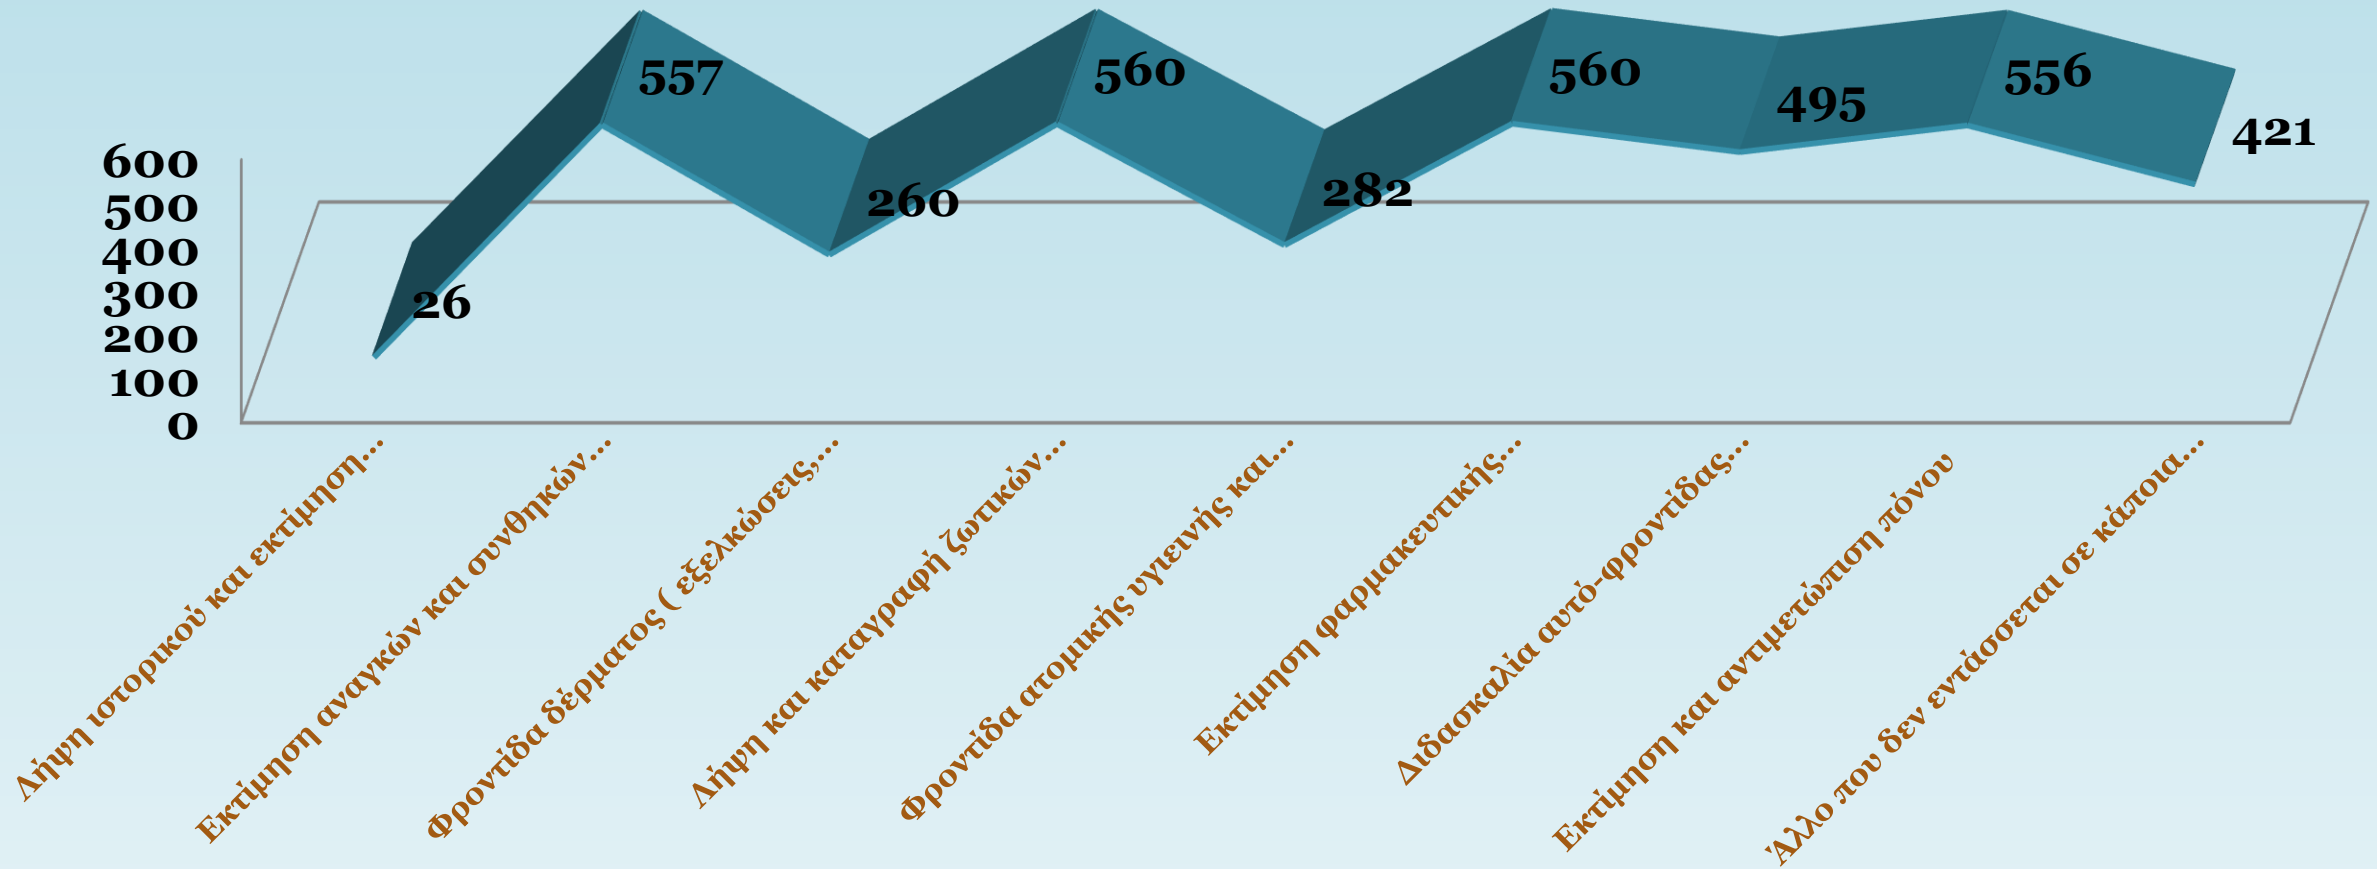 557
560
560
495
556
421
260
282
26
600
500
400
300
200
100
0
Λήψη ιστορικού και εκτίμηση...
Εκτίμηση αναγκών και συνθηκών...
Φροντίδα δέρματος ( εξελκώσεις,...
Λήψη και καταγραφή ζωτικών...
Φροντίδα ατομικής υγιεινής και...
Εκτίμηση φαρμακευτικής...
Διδασκαλία αυτό-φροντίδας...
Εκτίμηση και αντιμετώπιση πόνου
Άλλο που δεν εντάσσεται σε κάποια...